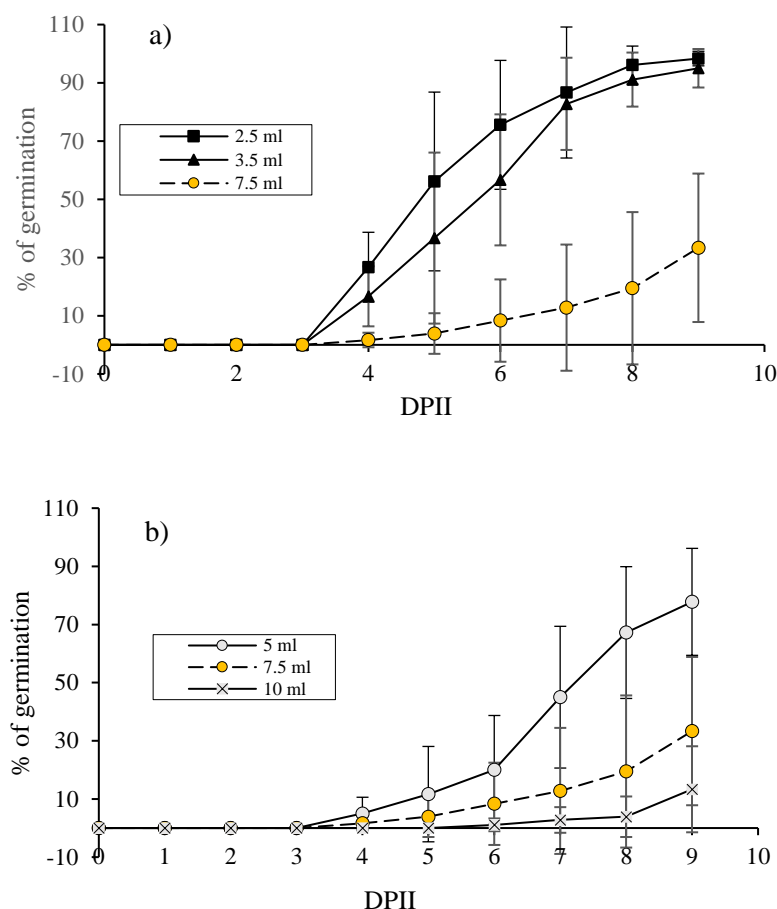 a)
110
90
70
50
30
10
-10
% of germination
2.5 ml
3.5 ml
7.5 ml
0 2 4 6 8 10
DPII
b)
110
90
70
50
30
10
-10
% of germination
5 ml
7.5 ml
10 ml
0 1 2 3 4 5 6 7 8 9 10
DPII